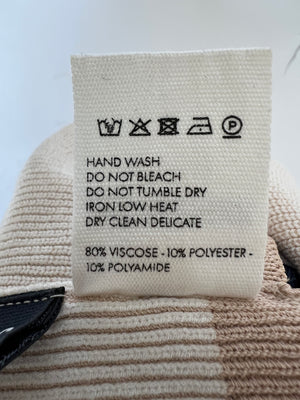 HAND WASH
DO NOT BLEACH
DO NOT TUMBLE DRY
IRON LOW HEAT
DRY CLEAN DELICATE
80% VISCOSE - 10% POLYESTER -
10% POLYAMIDE